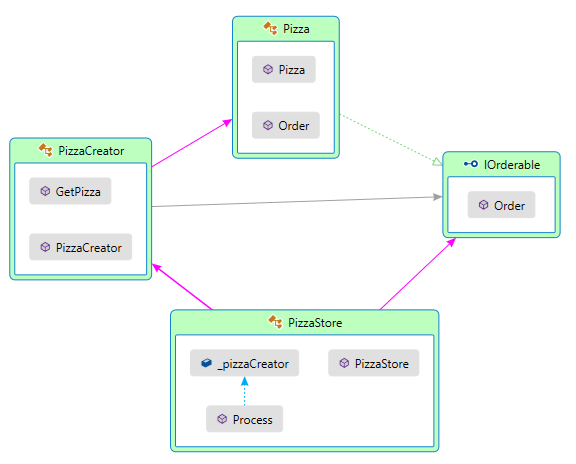 Pizza
Pizza
Order
PizzaCreator
GetPizza
PizzaCreator
IOrderable
Order
PizzaStore
_pizzaCreator
PizzaStore
Process